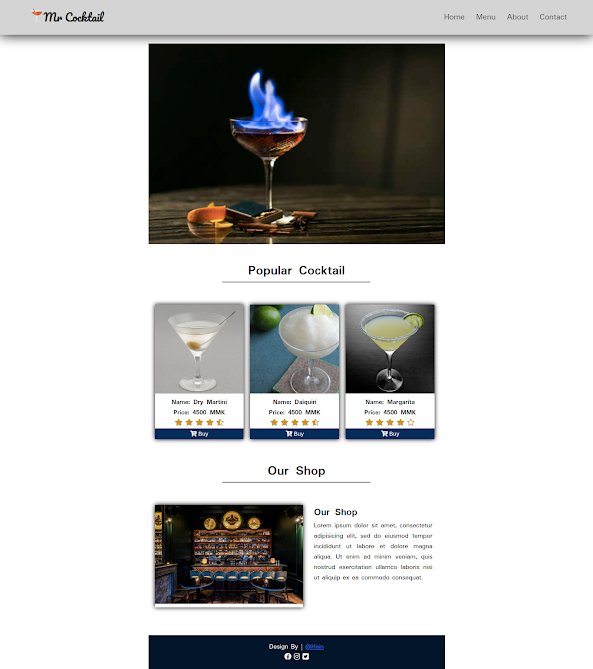 Mr Cocktail
Home Menu About Contact
Popular Cocktail
Name: Dry Martini
Price: 4500 MMK
Buy
Name: Daiquiri
Price: 4500 MMK
Buy
Name: Margarita
Price: 4500 MMK
Buy
Our Shop
Our Shop
Lorem ipsum dolor sit amet, consectetur
adipisicing elit, sed do eiusmod tempor
incididunt ut labore et dolore magna
aliqua. Ut enim ad minim veniam, quis
nostrud exercitation ullamco laboris nisi
ut aliquip ex ea commodo consequat.
Design By | @Hein